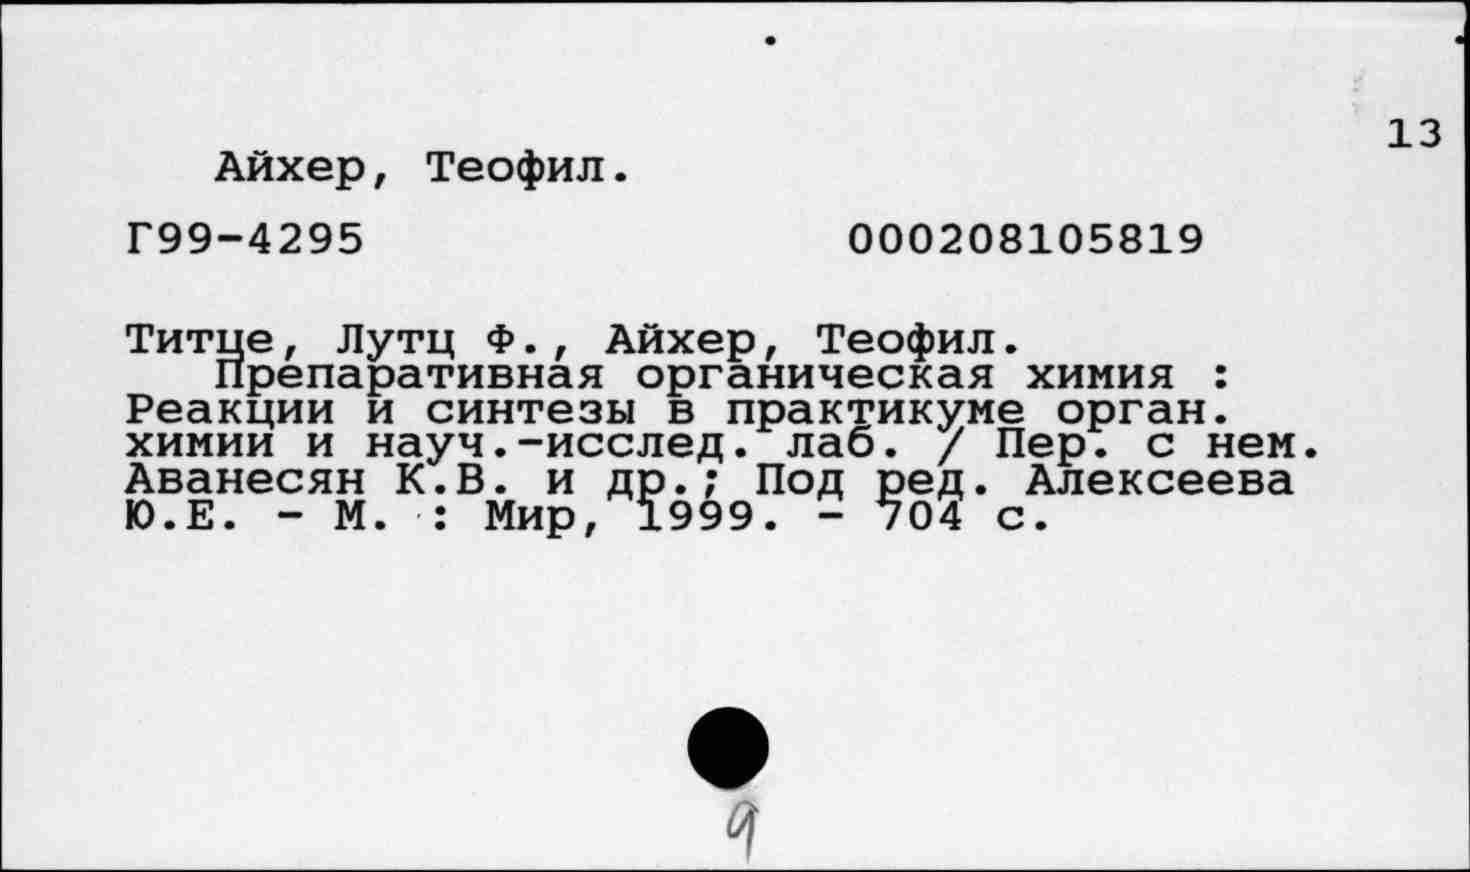 13
Айхер, Теофил.
Г99-4295 000208105819
Титце, Лутц Ф., Айхер, Теофил.
Препаративная органическая химия :
Реакции и синтезы в практикуме орган.
химии и науч.-исслед. лаб. / Пер. с нем.
Аванесян К.В. и др.; Под ред. Алексеева
Ю.Е. - М. : Мир, 1999. - 704 с.